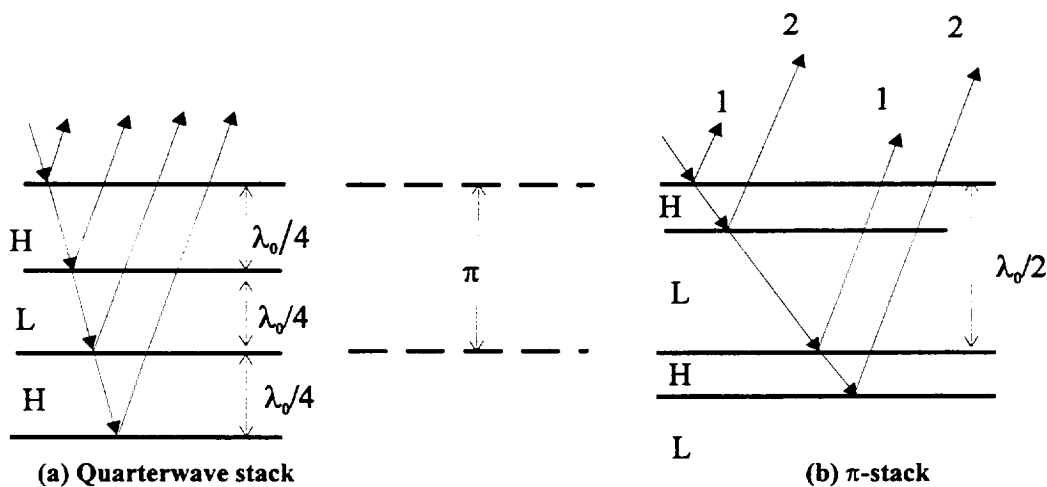 2
2
1
1
H
λ₀/4
H
L
λ₀/4
π
L
λ₀/2
H
λ₀/4
H
L
(a) Quarterwave stack
(b) π-stack